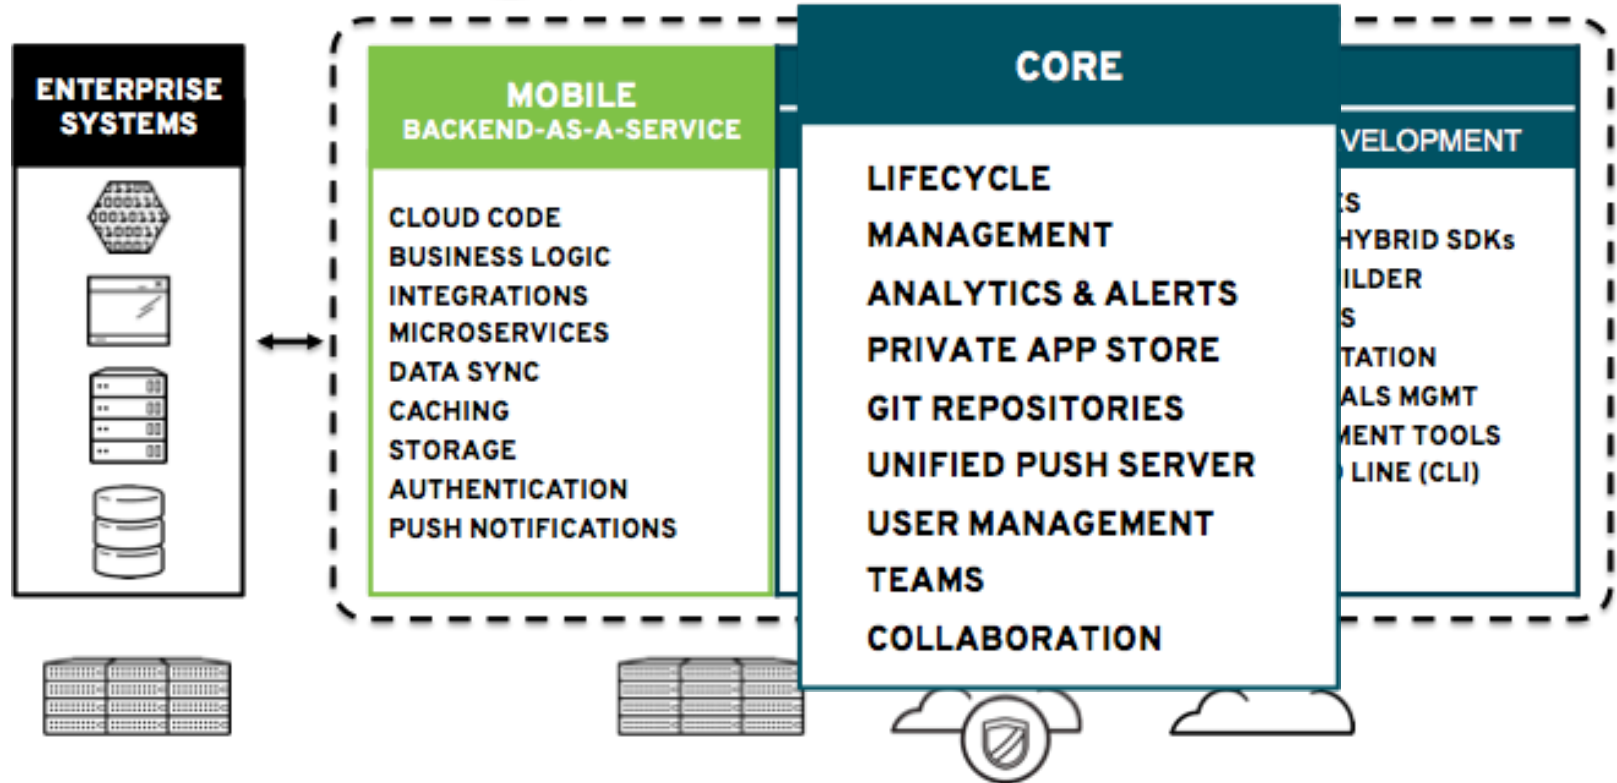 ENTERPRISE
SYSTEMS
MOBILE
BACKEND-AS-A-SERVICE
CLOUD CODE
BUSINESS LOGIC
INTEGRATIONS
MICROSERVICES
DATA SYNC
CACHING
STORAGE
AUTHENTICATION
PUSH NOTIFICATIONS
CORE
LIFECYCLE
MANAGEMENT
ANALYTICS & ALERTS
PRIVATE APP STORE
GIT REPOSITORIES
UNIFIED PUSH SERVER
USER MANAGEMENT
TEAMS
COLLABORATION
VELOPMENT
ES
HYBRID SDKs
ILDER
S
TATION
ALS MGMT
MENT TOOLS
LINE (CLI)